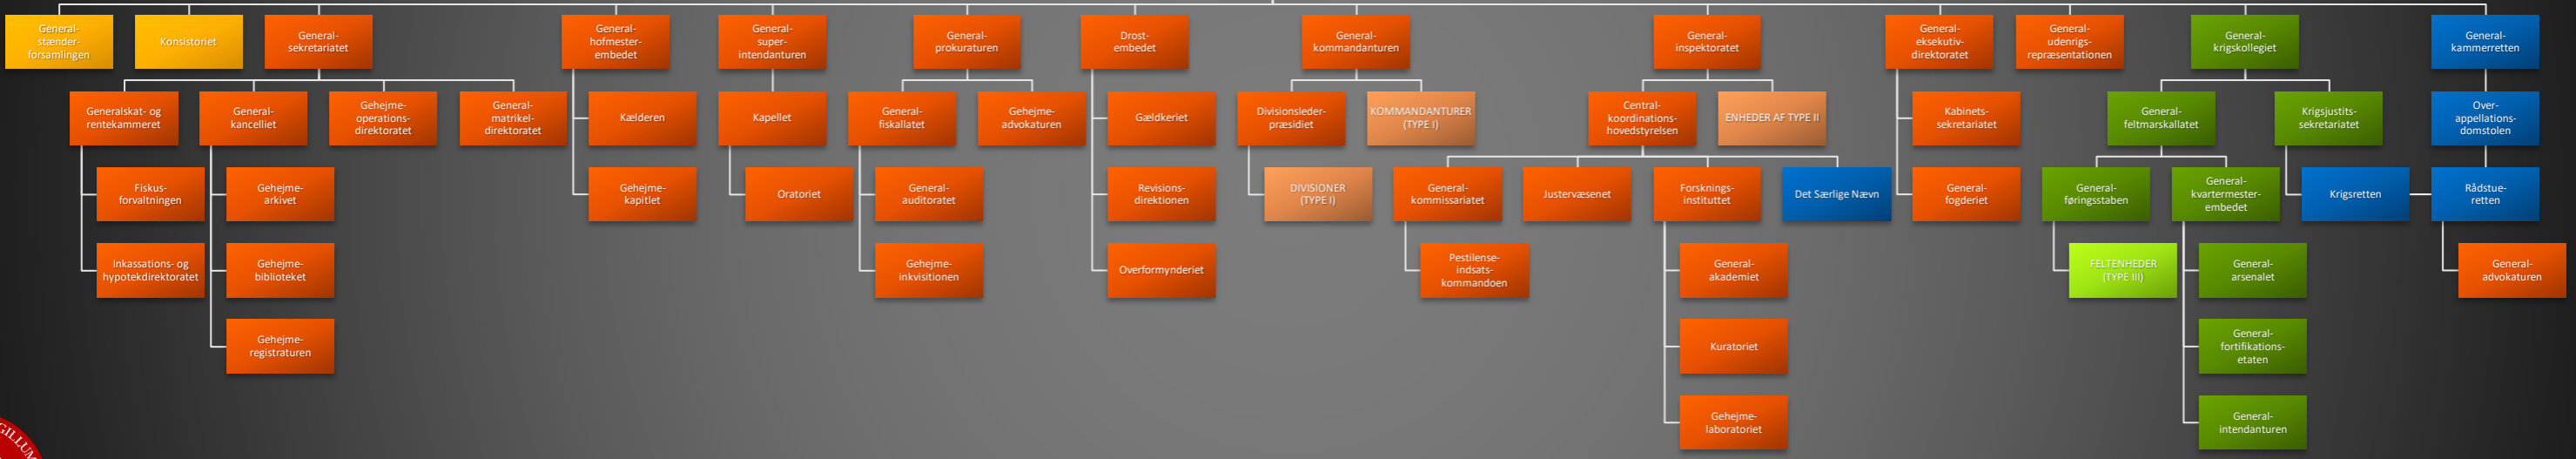 General-
stænder-
forsamlingen
Konsistoriet
General-
sekretariatet
General-
hofmester-
embedet
General-
super-
intendanturen
General-
prokuraturen
Drost-
embedet
General-
kommandanturen
General-
inspektoratet
General-
eksekutiv-
direktoratet
General-
udenrigs-
repræsentationen
General-
krigskollegiet
General-
kammerretten
Generalskat- og
rentekammeret
General-
kancelliet
Gehejme-
operations-
direktoratet
General-
matrikel-
direktoratet
Kælderen
Kapellet
General-
fiskallatet
Gehejme-
advokaturen
Gældkeriet
Divisionsleder-
præsidiet
KOMMANDANTURER
(TYPE I)
Central-
koordinations-
hovedstyrelsen
ENHEDER AF TYPE II
Kabinets-
sekretariatet
General-
feltmarskallatet
Krigsjustits-
sekretariatet
Over-
appellations-
domstolen
Fiskus-
forvaltningen
Gehejme-
arkivet
Gehejme-
kapitlet
Oratoriet
General-
auditoratet
Revisions-
direktionen
DIVISIONER
(TYPE I)
General-
kommissariatet
Justervæsenet
Forsknings-
instituttet
Det Særlige Nævn
General-
fogderiet
General-
føringsstaben
General-
kvartermester-
embedet
Krigsretten
Rådstue-
retten
Inkassations- og
hypotekdirektoratet
Gehejme-
biblioteket
Gehejme-
inkvisitionen
Overformynderiet
Pestilense-
indsats-
kommandoen
General-
akademiet
FELTENHEDER
(TYPE III)
General-
arsenalet
General-
advokaturen
Gehejme-
registraturen
Kuratoriet
General-
fortifikations-
etaten
Gehejme-
laboratoriet
General-
intendanturen
GILLUM